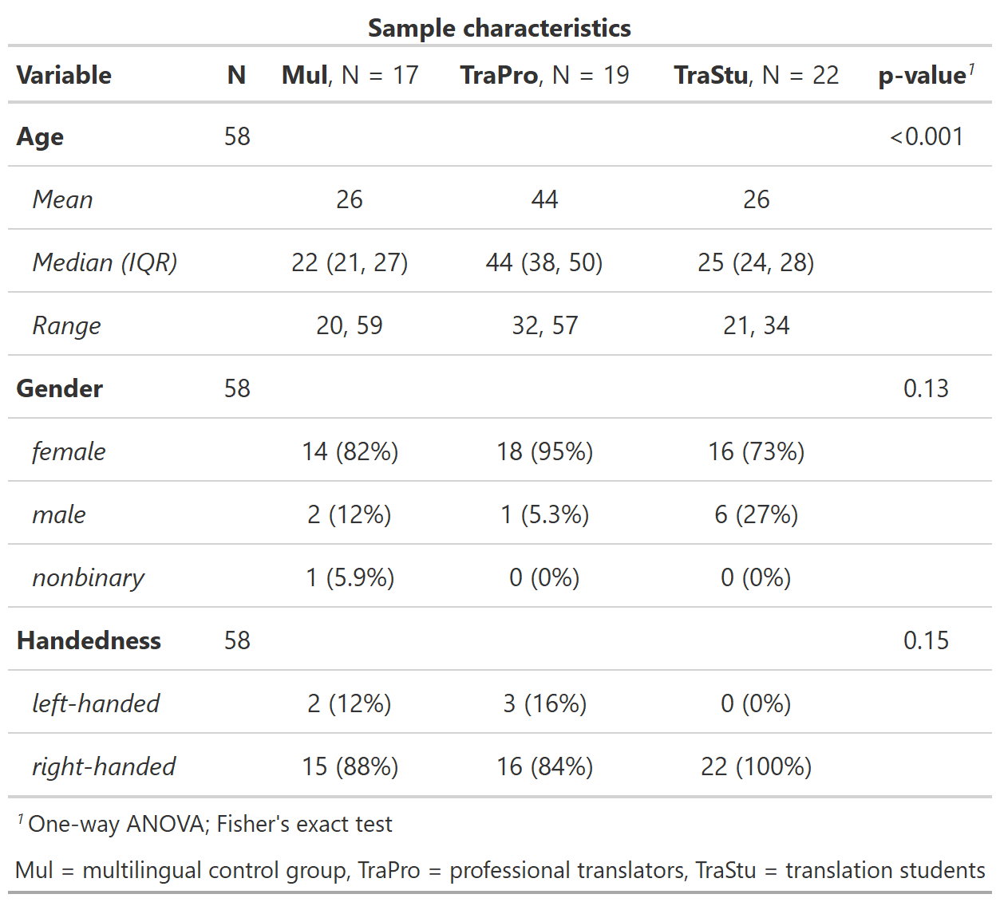 Sample characteristics
Variable N Mul, N = 17 TraPro, N = 19 TraStu, N = 22 p-value1
Age 58 <0.001
Mean 26 44 26
Median (IQR) 22 (21, 27) 44 (38, 50) 25 (24, 28)
Range 20, 59 32, 57 21, 34
Gender 58 0.13
female 14 (82%) 18 (95%) 16 (73%)
male 2 (12%) 1 (5.3%) 6 (27%)
nonbinary 1 (5.9%) 0 (0%) 0 (0%)
Handedness 58 0.15
left-handed 2 (12%) 3 (16%) 0 (0%)
right-handed 15 (88%) 16 (84%) 22 (100%)
1 One-way ANOVA; Fisher's exact test
Mul = multilingual control group, TraPro = professional translators, TraStu = translation students